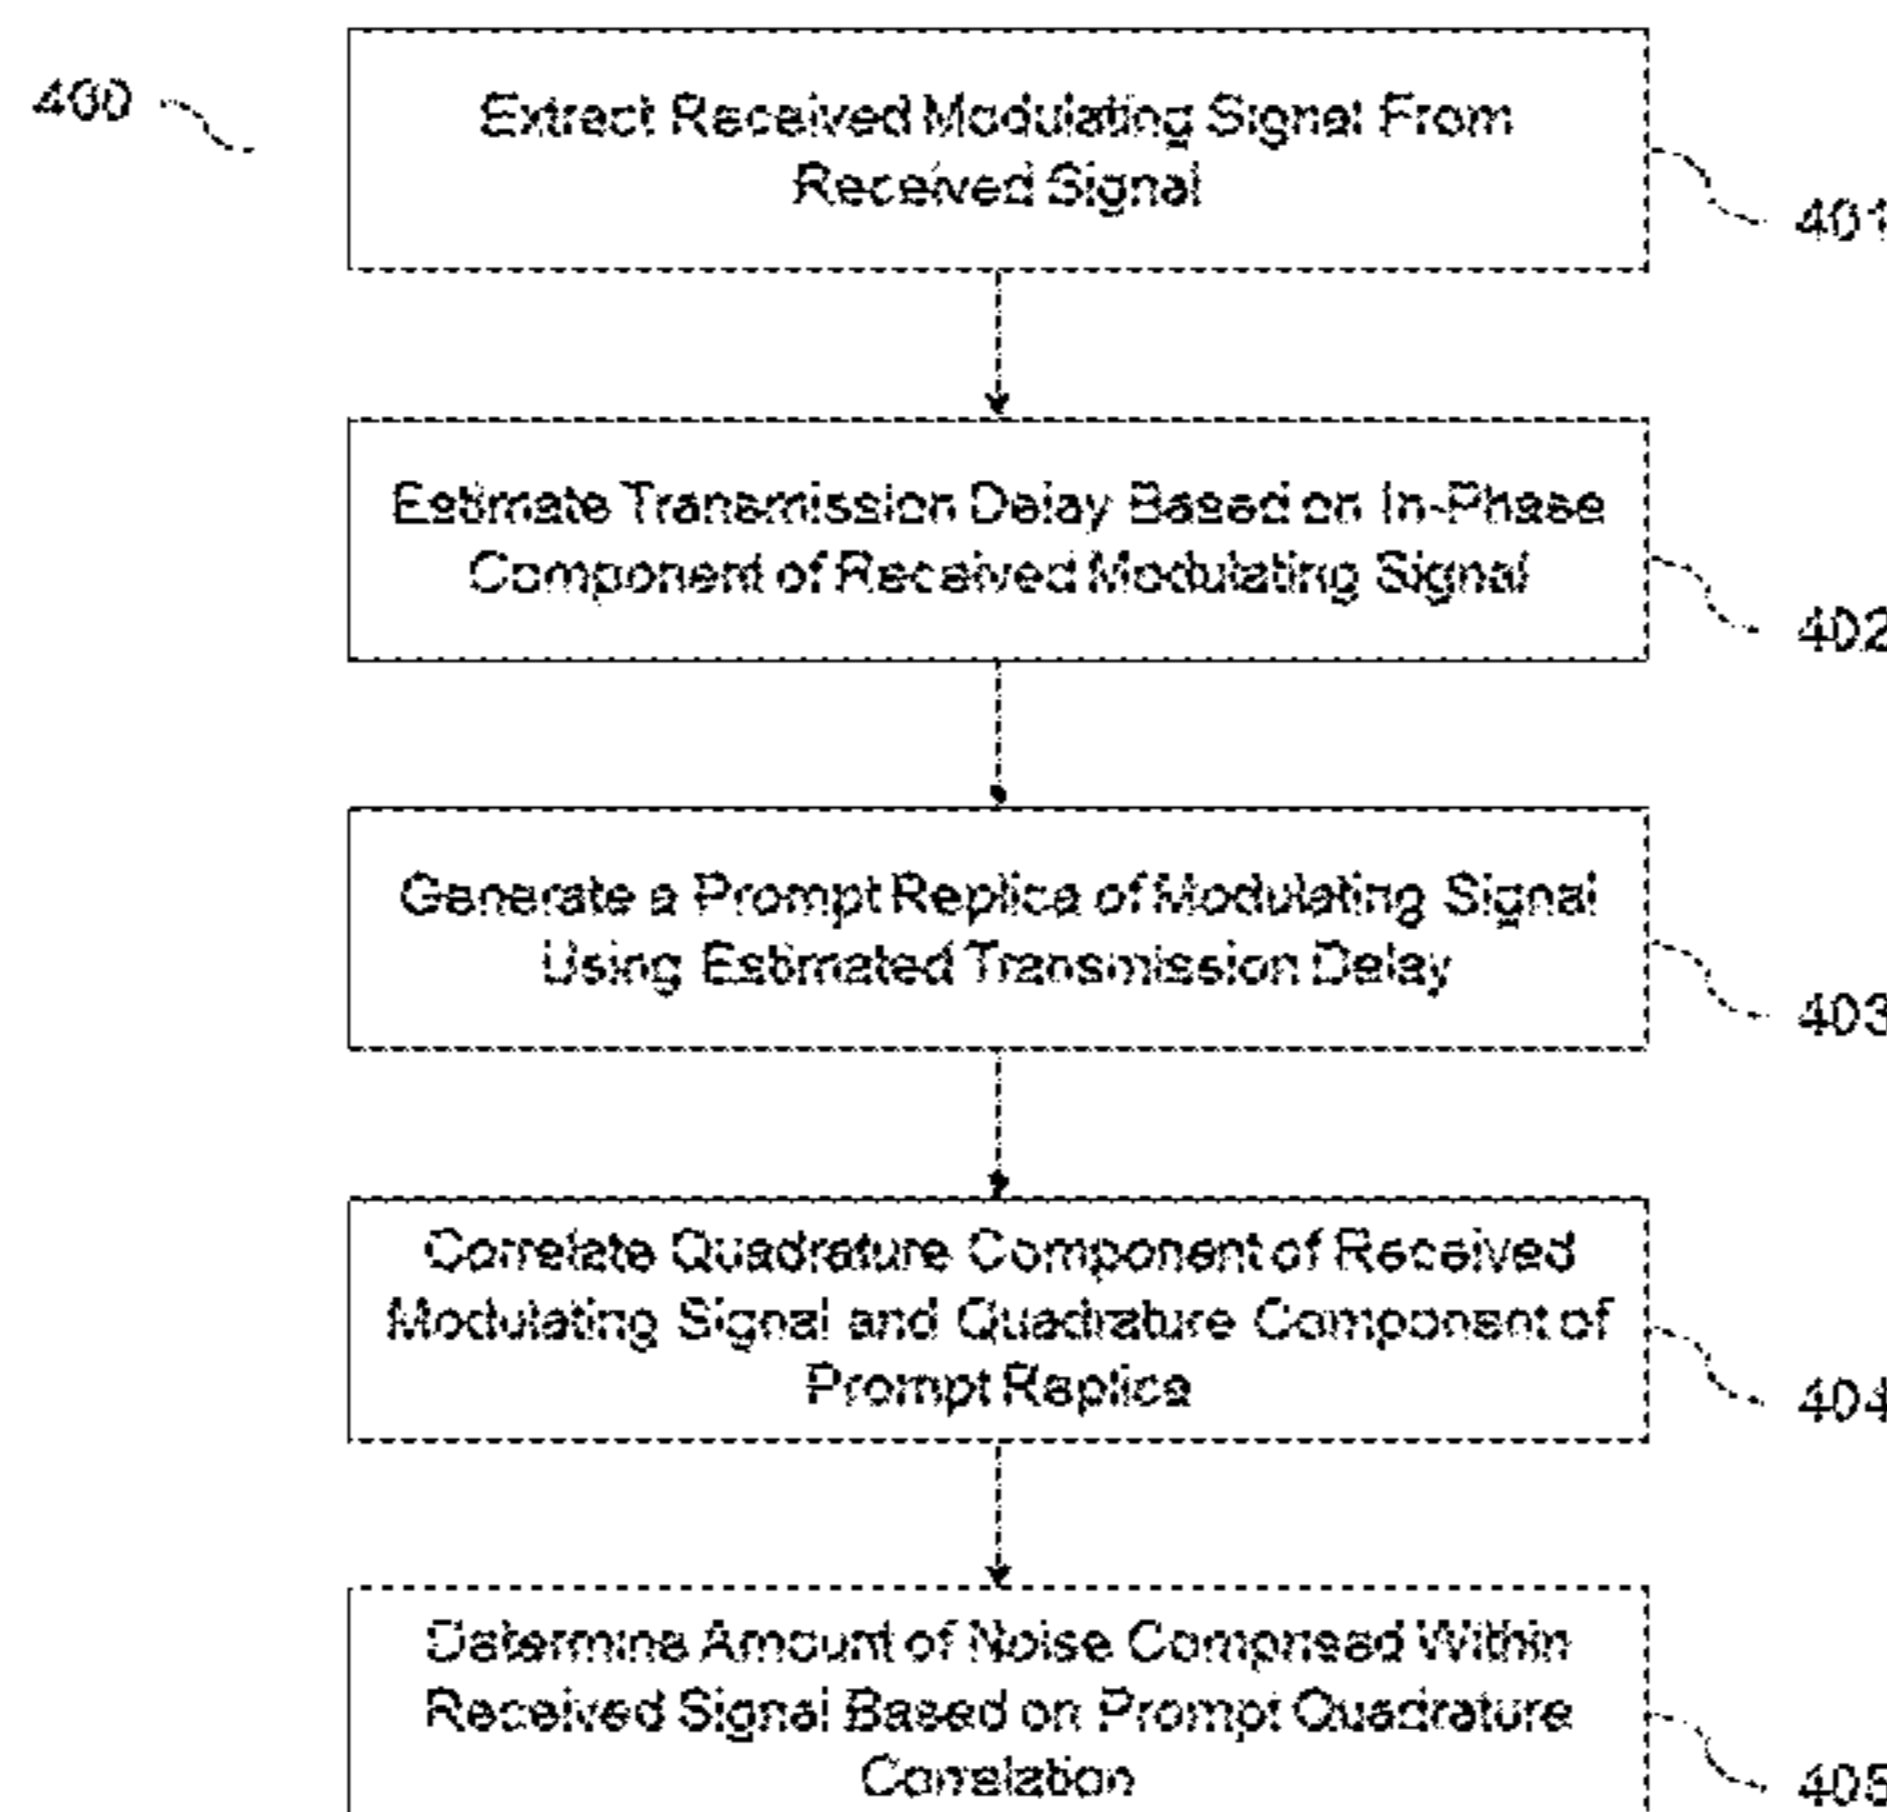 400
Extract Received Modulating Signal From
Received Signal
401
Estimate Transmission Delay Based on In-Phase
Component of Received Modulating Signal
402
Generate a Prompt Replica of Modulating Signal
Using Estimated Transmission Delay
403
Correlate Quadrature Component of Received
Modulating Signal and Quadrature Component of
Prompt Replica
404
Determine Amount of Noise Comprised Within
Received Signal Based on Prompt Quadrature
Correlation
405